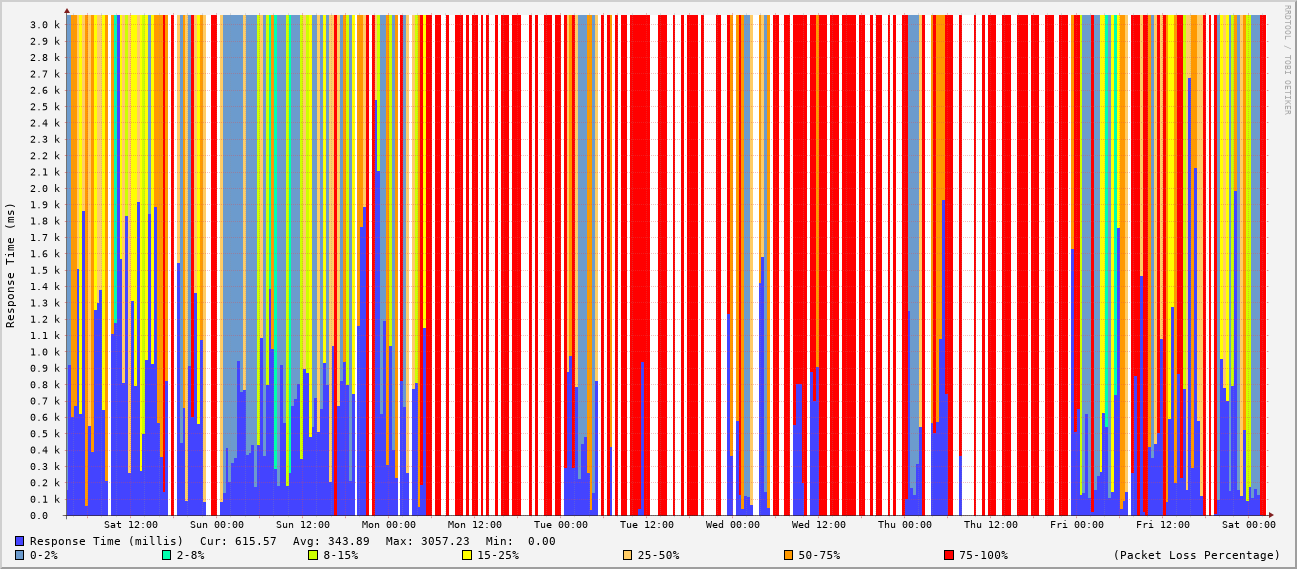 RRDTOOL / TOBI OETIKER
Response Time (ms)
3.0 k
2.9 k
2.8 k
2.7 k
2.6 k
2.5 k
2.4 k
2.3 k
2.2 k
2.1 k
2.0 k
1.9 k
1.8 k
1.7 k
1.6 k
1.5 k
1.4 k
1.3 k
1.2 k
1.1 k
1.0 k
0.9 k
0.8 k
0.7 k
0.6 k
0.5 k
0.4 k
0.3 k
0.2 k
0.1 k
0.0
Sat 12:00 Sun 00:00 Sun 12:00 Mon 00:00 Mon 12:00 Tue 00:00 Tue 12:00 Wed 00:00 Wed 12:00 Thu 00:00 Thu 12:00 Fri 00:00 Fri 12:00 Sat 00:00
Response Time (millis) Cur: 615.57 Avg: 343.89 Max: 3057.23 Min: 0.00
0-2% 2-8% 8-15% 15-25% 25-50% 50-75% 75-100% (Packet Loss Percentage)